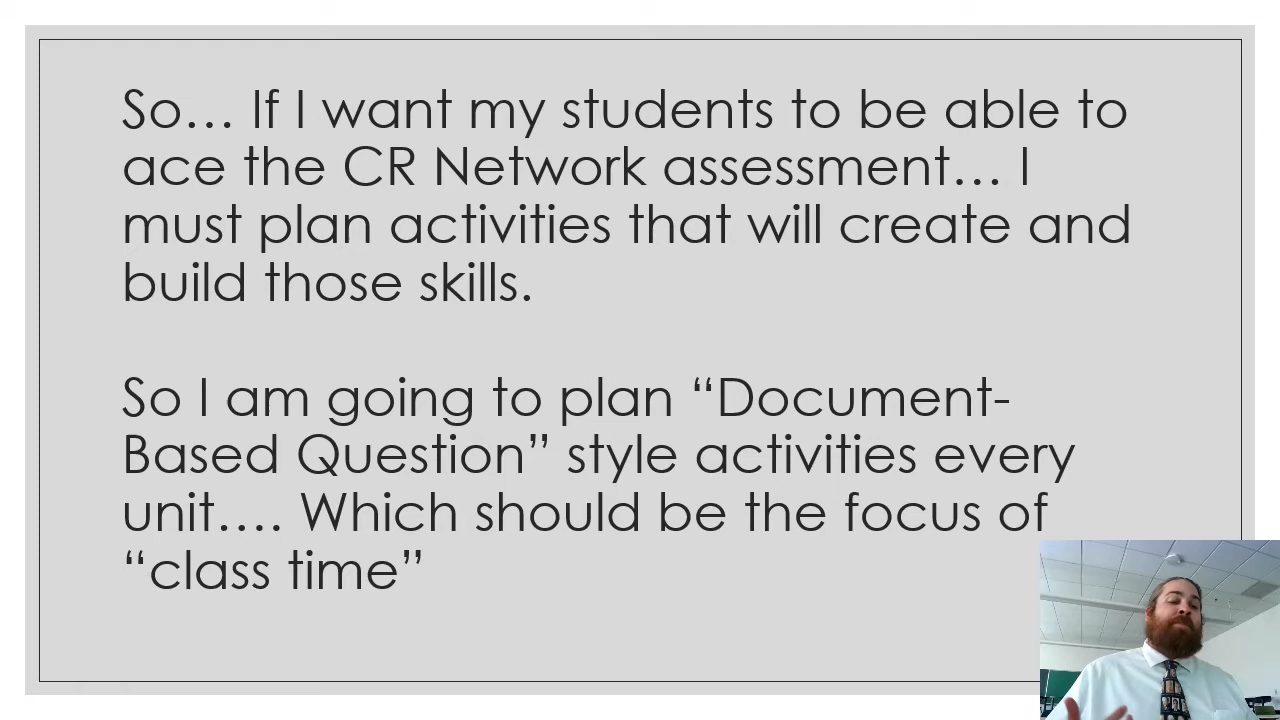 So… If I want my students to be able to
ace the CR Network assessment… I
must plan activities that will create and
build those skills.
So I am going to plan “Document-
Based Question” style activities every
unit…. Which should be the focus of
“class time”